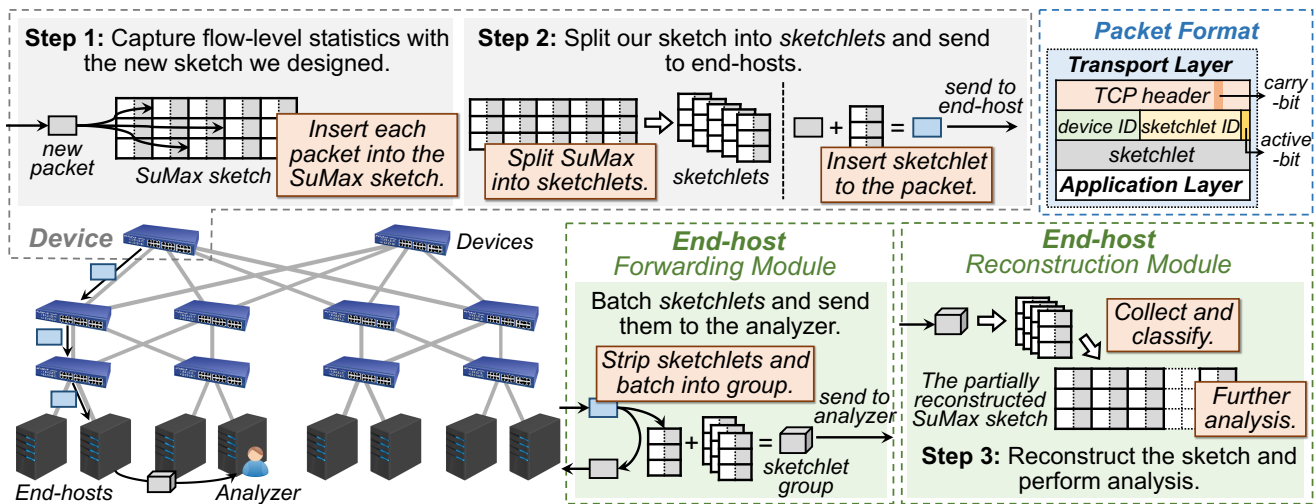 Step 1: Capture flow-level statistics with
the new sketch we designed.
new
packet
SuMax sketch
Insert each
packet into the
SuMax sketch.
Step 2: Split our sketch into sketchlets and send
to end-hosts.
Split SuMax
into sketchlets.
sketchlets
+
=
send to
end-host
Insert sketchlet
to the packet.
Packet Format
Transport Layer
TCP header
carry
-bit
device ID
sketchlet ID
active
-bit
sketchlet
Application Layer
Device
Devices
End-hosts
Analyzer
End-host
Forwarding Module
Batch sketchlets and send
them to the analyzer.
Strip sketchlets and
batch into group.
send to
analyzer
+
=
sketchlet
group
End-host
Reconstruction Module
Collect and
classify.
The partially
reconstructed
SuMax sketch
Further
analysis.
Step 3: Reconstruct the sketch and
perform analysis.